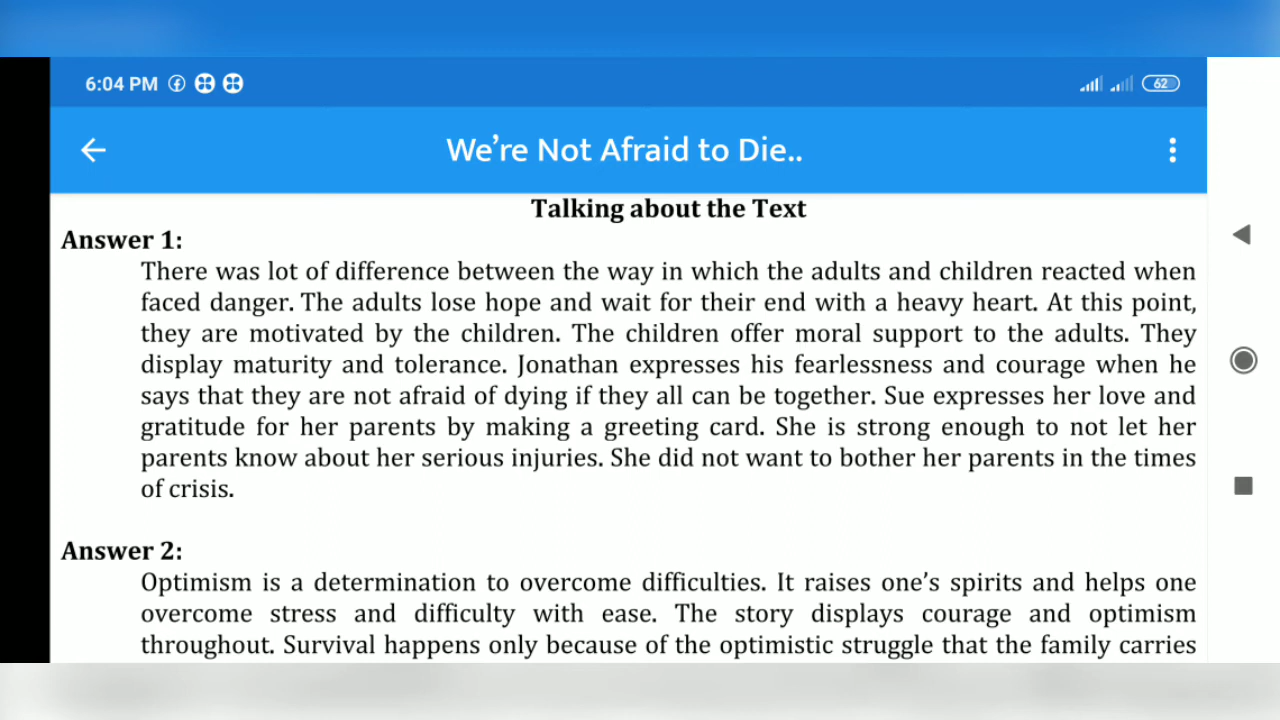 6:04 PM
62
We're Not Afraid to Die..
Talking about the Text
Answer 1:
There was lot of difference between the way in which the adults and children reacted when
faced danger. The adults lose hope and wait for their end with a heavy heart. At this point,
they are motivated by the children. The children offer moral support to the adults. They
display maturity and tolerance. Jonathan expresses his fearlessness and courage when he
says that they are not afraid of dying if they all can be together. Sue expresses her love and
gratitude for her parents by making a greeting card. She is strong enough to not let her
parents know about her serious injuries. She did not want to bother her parents in the times
of crisis.
Answer 2:
Optimism is a determination to overcome difficulties. It raises one's spirits and helps one
overcome stress and difficulty with ease. The story displays courage and optimism
throughout. Survival happens only because of the optimistic struggle that the family carries